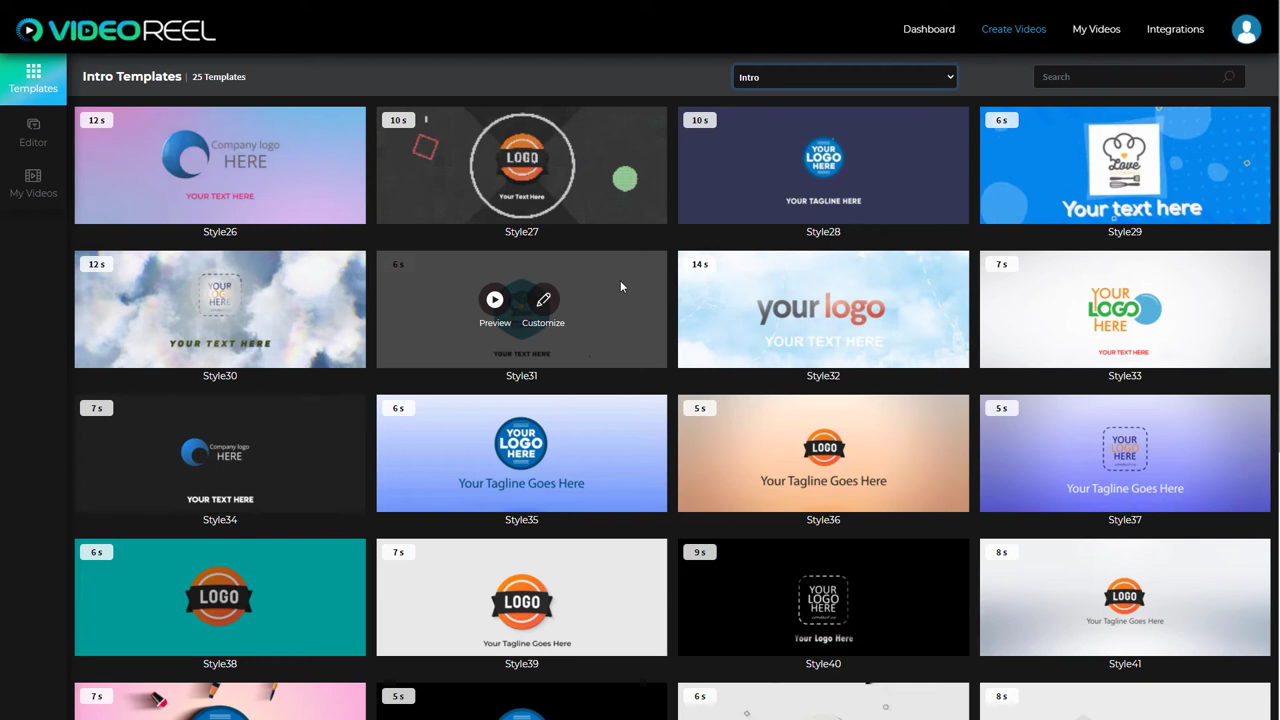 VIDEOREEL
Dashboard
Create Videos
My Videos
Integrations
Templates
Editor
My Videos
Intro Templates | 25 Templates
Intro
Search
12 s
Company logo
HERE
YOUR TEXT HERE
Style26
10 s
LOGO
Your Text Here
Style27
10 s
YOUR
LOGO
HERE
YOUR TAGLINE HERE
Style28
6 s
Love
Your text here
Style29
12 s
YOUR
LOGO
HERE
YOUR TEXT HERE
Style30
6 s
Preview
Customize
YOUR TEXT HERE
Style31
14 s
your logo
YOUR TEXT HERE
Style32
7 s
YOUR
LOGO
HERE
YOUR TEXT HERE
Style33
7 s
Company logo
HERE
YOUR TEXT HERE
Style34
6 s
YOUR
LOGO
HERE
Your Tagline Goes Here
Style35
5 s
LOGO
Your Tagline Goes Here
Style36
5 s
YOUR
LOGO
HERE
Your Tagline Goes Here
Style37
6 s
LOGO
Style38
7 s
LOGO
Your Tagline Goes Here
Style39
9 s
YOUR
LOGO
HERE
Your Logo Here
Style40
8 s
LOGO
Your Tagline Goes Here
Style41
7 s
5 s
6 s
8 s